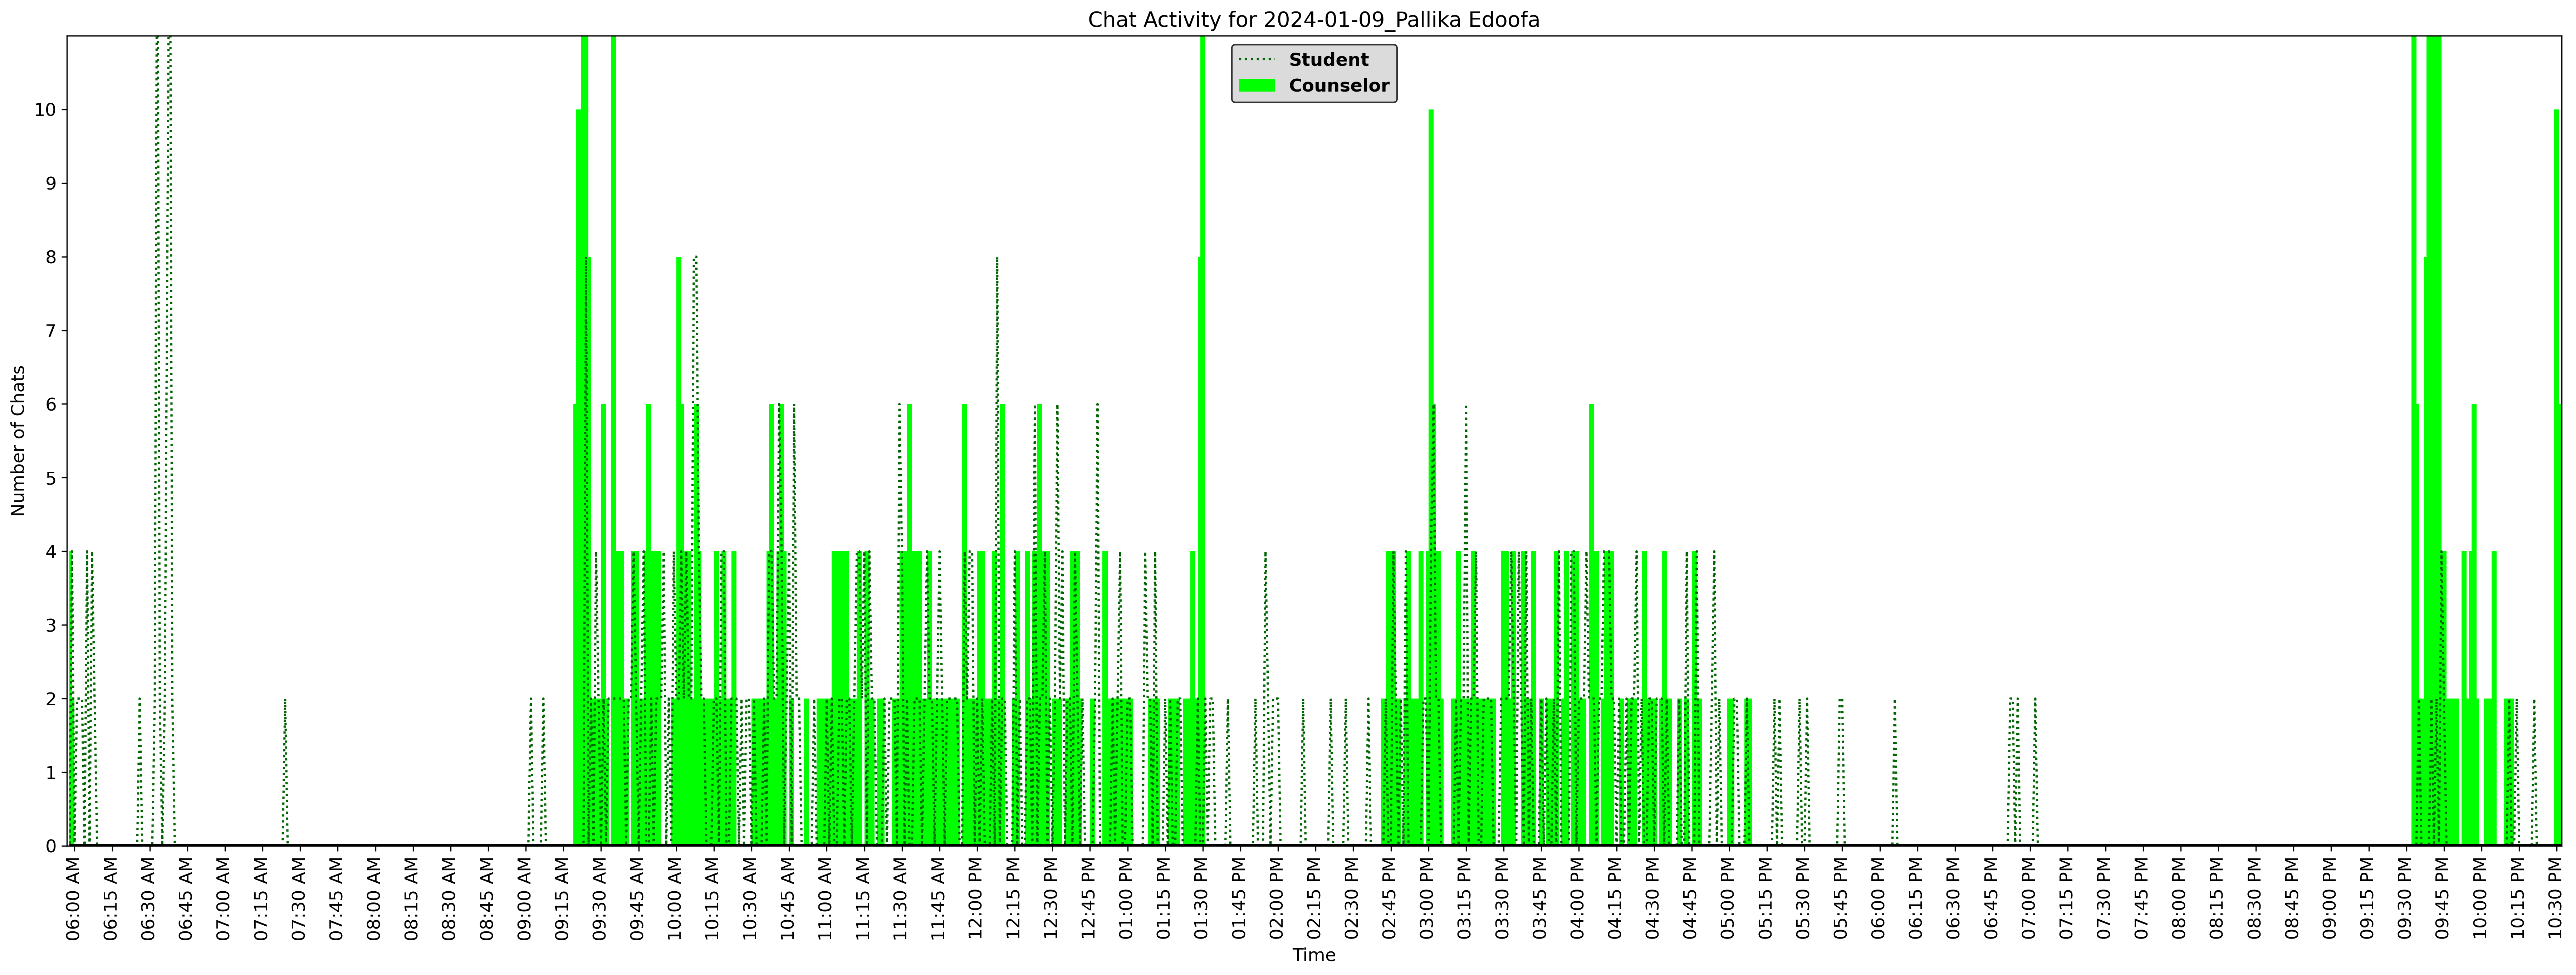 Chat Activity for 2024-01-09_Pallika Edoofa
Student
Counselor
Number of Chats
10
9
8
7
6
5
4
3
2
1
0
06:00 AM
06:15 AM
06:30 AM
06:45 AM
07:00 AM
07:15 AM
07:30 AM
07:45 AM
08:00 AM
08:15 AM
08:30 AM
08:45 AM
09:00 AM
09:15 AM
09:30 AM
09:45 AM
10:00 AM
10:15 AM
10:30 AM
10:45 AM
11:00 AM
11:15 AM
11:30 AM
11:45 AM
12:00 PM
12:15 PM
12:30 PM
12:45 PM
01:00 PM
01:15 PM
01:30 PM
01:45 PM
02:00 PM
02:15 PM
02:30 PM
02:45 PM
03:00 PM
03:15 PM
03:30 PM
03:45 PM
04:00 PM
04:15 PM
04:30 PM
04:45 PM
05:00 PM
05:15 PM
05:30 PM
05:45 PM
06:00 PM
06:15 PM
06:30 PM
06:45 PM
07:00 PM
07:15 PM
07:30 PM
07:45 PM
08:00 PM
08:15 PM
08:30 PM
08:45 PM
09:00 PM
09:15 PM
09:30 PM
09:45 PM
10:00 PM
10:15 PM
10:30 PM
Time